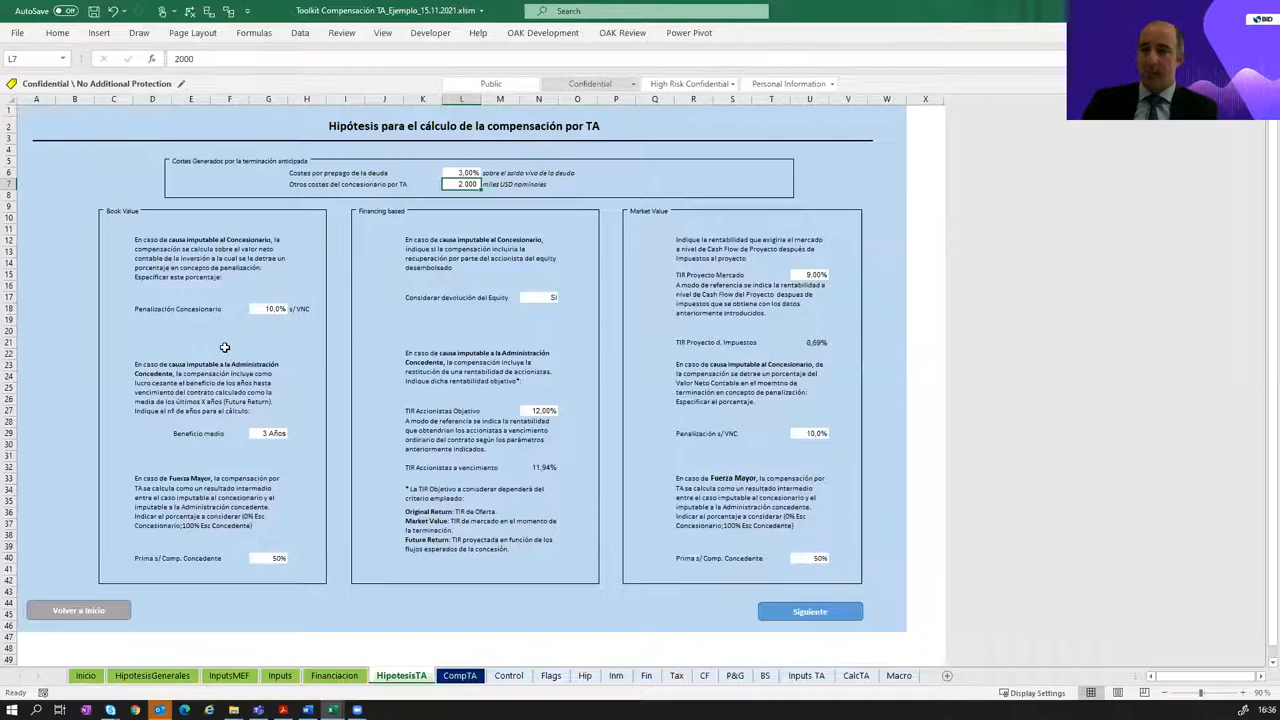 AutoSave Off
Toolkit Compensación TA_Ejemplo_15.11.2021.xlsm
Search
BID
File Home Insert Draw Page Layout Formulas Data Review View Developer Help OAK Development OAK Review Power Pivot
L7 fx 2000
Confidential \ No Additional Protection Public Confidential High Risk Confidential Personal Information
A B C D E F G H I J K L M N O P Q R S T U V W X
Hipótesis para el cálculo de la compensación por TA
Costes Generados por la terminación anticipada
Costes por prepago de la deuda 3,00% sobre el saldo vivo de la deuda
Otros costes del concesionario por TA 2.000 miles USD nominales
Book Value
En caso de causa imputable al Concesionario, la
compensación se calcula sobre el valor neto
contable de la inversión a la cual se le detrae un
porcentaje en concepto de penalización:
Especificar este porcentaje:
Penalización Concesionario 10,0% s/ VNC
En caso de causa imputable a la Administración
Concedente, la compensación incluye como
lucro cesante el beneficio de los años hasta
vencimiento del contrato calculado como la
media de los últimos X años (Future Return).
Indique el nº de años para el cálculo:
Beneficio medio 3 Años
En caso de Fuerza Mayor, la compensación por
TA se calcula como un resultado intermedio
entre el caso imputable al concesionario y el
imputable a la Administración concedente.
Indicar el porcentaje a considerar (0% Esc
Concesionario;100% Esc Concedente)
Prima s/ Comp. Concedente 50%
Financing based
En caso de causa imputable al Concesionario,
indique si la compensación incluiria la
recuperación por parte del accionista del equity
desembolsado
Considerar devolución del Equity Si
En caso de causa imputable a la Administración
Concedente, la compensación incluye la
restitución de una rentabilidad de accionistas.
Indique dicha rentabilidad objetivo*:
TIR Accionistas Objetivo 12,00%
A modo de referencia se indica la rentabilidad
que obtendrian los accionistas a vencimiento
ordinario del contrato según los parámetros
anteriormente indicados.
TIR Accionistas a vencimiento 11,94%
* La TIR Objetivo a considerar dependerá del
criterio empleado:
Original Return: TIR de Oferta.
Market Value: TIR de mercado en el momento de
la terminación.
Future Return: TIR proyectada en función de los
flujos esperados de la concesión.
Market Value
Indique la rentabilidad que exigiria el mercado
a nivel de Cash Flow de Proyecto después de
Impuestos al proyecto:
TIR Proyecto Mercado 9,00%
A modo de referencia se indica la rentabilidad a
nivel de Cash Flow del Proyecto despues de
impuestos que se obtiene con los datos
anteriormente introducidos.
TIR Proyecto d. Impuestos 8,69%
En caso de causa imputable al Concesionario, de
la compensación se detrae un porcentaje del
Valor Neto Contable en el moemtno de
terminación en concepto de penalización:
Especificar el porcentaje.
Penalización s/ VNC 10,0%
En caso de Fuerza Mayor, la compensación por
TA se calcula como un resultado intermedio
entre el caso imputable al concesionario y el
imputable a la Administración concedente.
Indicar el porcentaje a considerar (0% Esc
Concesionario;100% Esc Concedente)
Prima s/ Comp. Concedente 50%
Volver a Inicio
Siguiente
Inicio HipotesisGenerales InputsMEF Inputs Financiacion HipotesisTA CompTA Control Flags Hip Inm Fin Tax CF P&G BS Inputs TA CalcTA Macro
Ready Display Settings 90 %
16:36